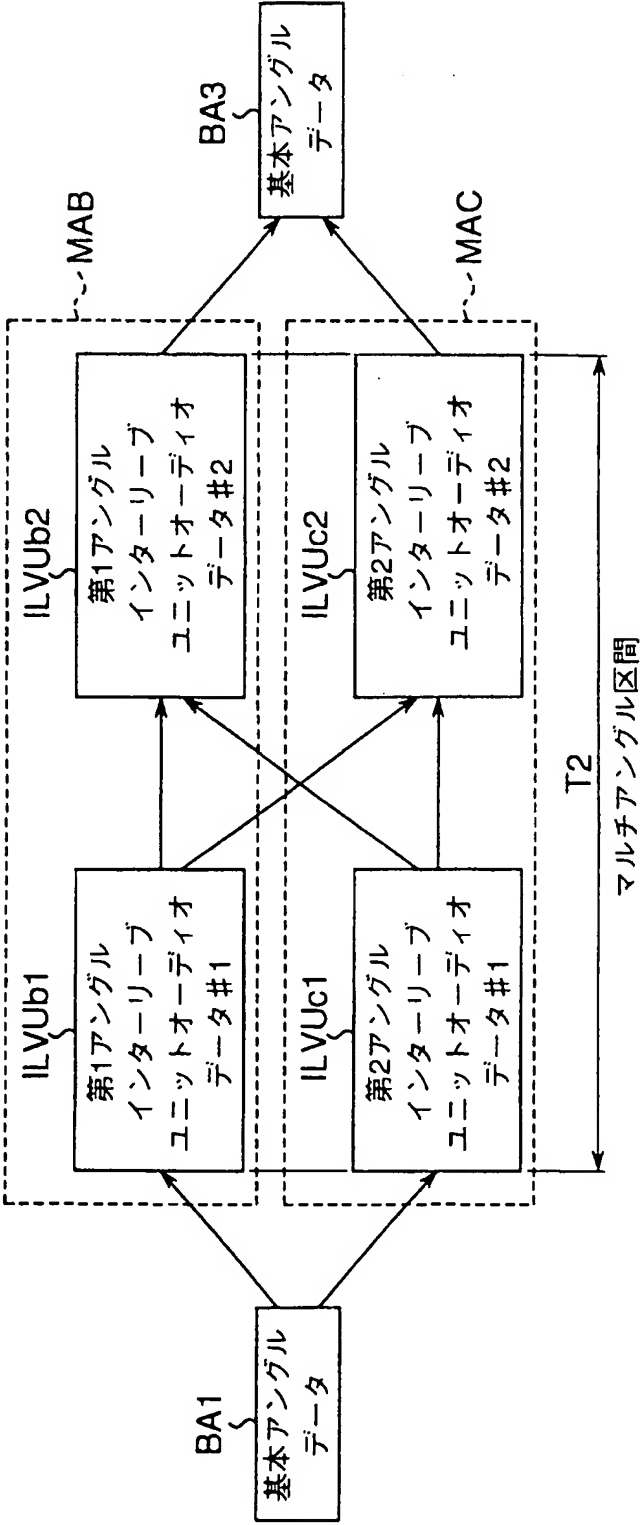 BA1
基本アングル
データ
MAB
ILVUb1
第1アングル
インターリーブ
ユニットオーディオ
データ#1
ILVUb2
第1アングル
インターリーブ
ユニットオーディオ
データ#2
MAC
ILVUc1
第2アングル
インターリーブ
ユニットオーディオ
データ#1
ILVUc2
第2アングル
インターリーブ
ユニットオーディオ
データ#2
BA3
基本アングル
データ
T2
マルチアングル区間